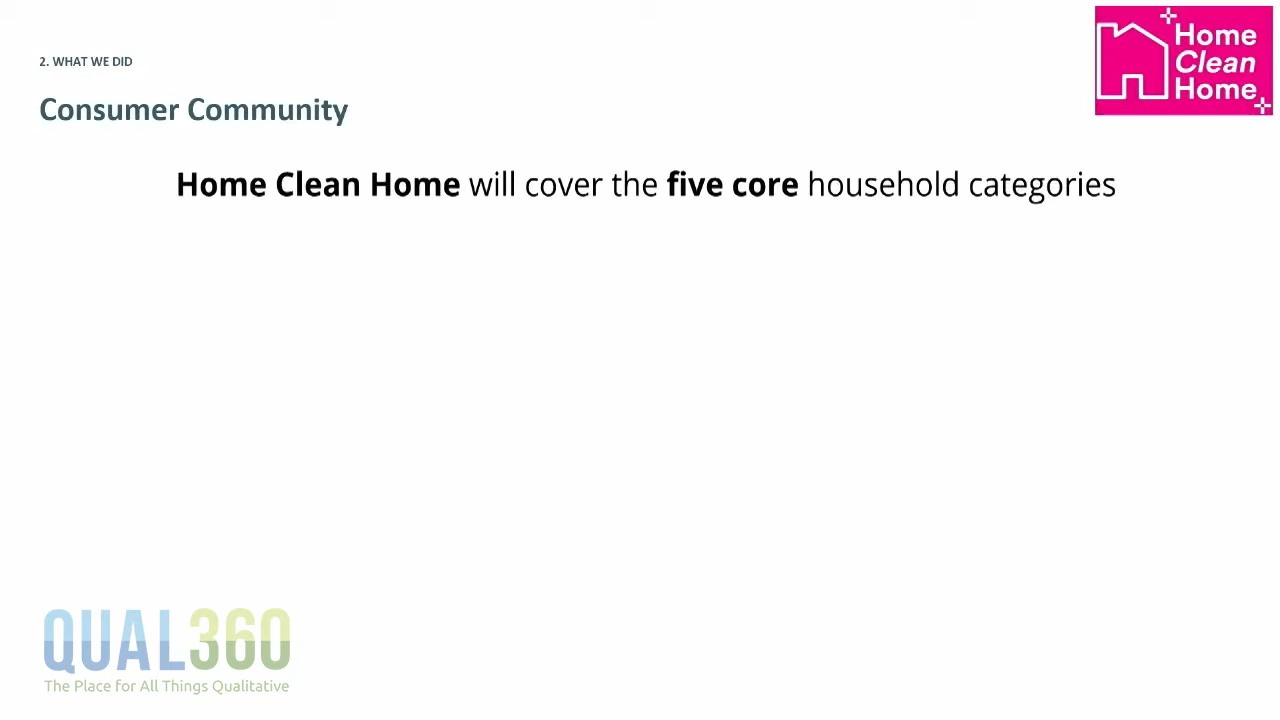 2. WHAT WE DID
Consumer Community
Home
Clean
Home
Home Clean Home will cover the five core household categories
QUAL360
The Place for All Things Qualitative